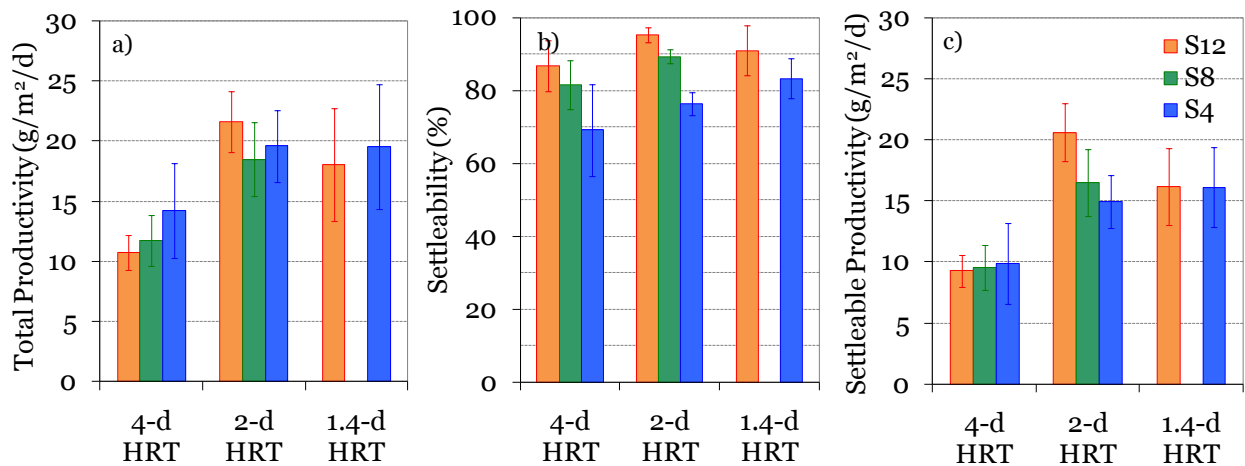 Total Productivity (g/m²/d)
30
25
20
15
10
5
0
a)
4-d
HRT
2-d
HRT
1.4-d
HRT
Settleability (%)
100
80
60
40
20
0
b)
4-d
HRT
2-d
HRT
1.4-d
HRT
Settleable Productivity (g/m²/d)
30
25
20
15
10
5
0
c)
S12
S8
S4
4-d
HRT
2-d
HRT
1.4-d
HRT